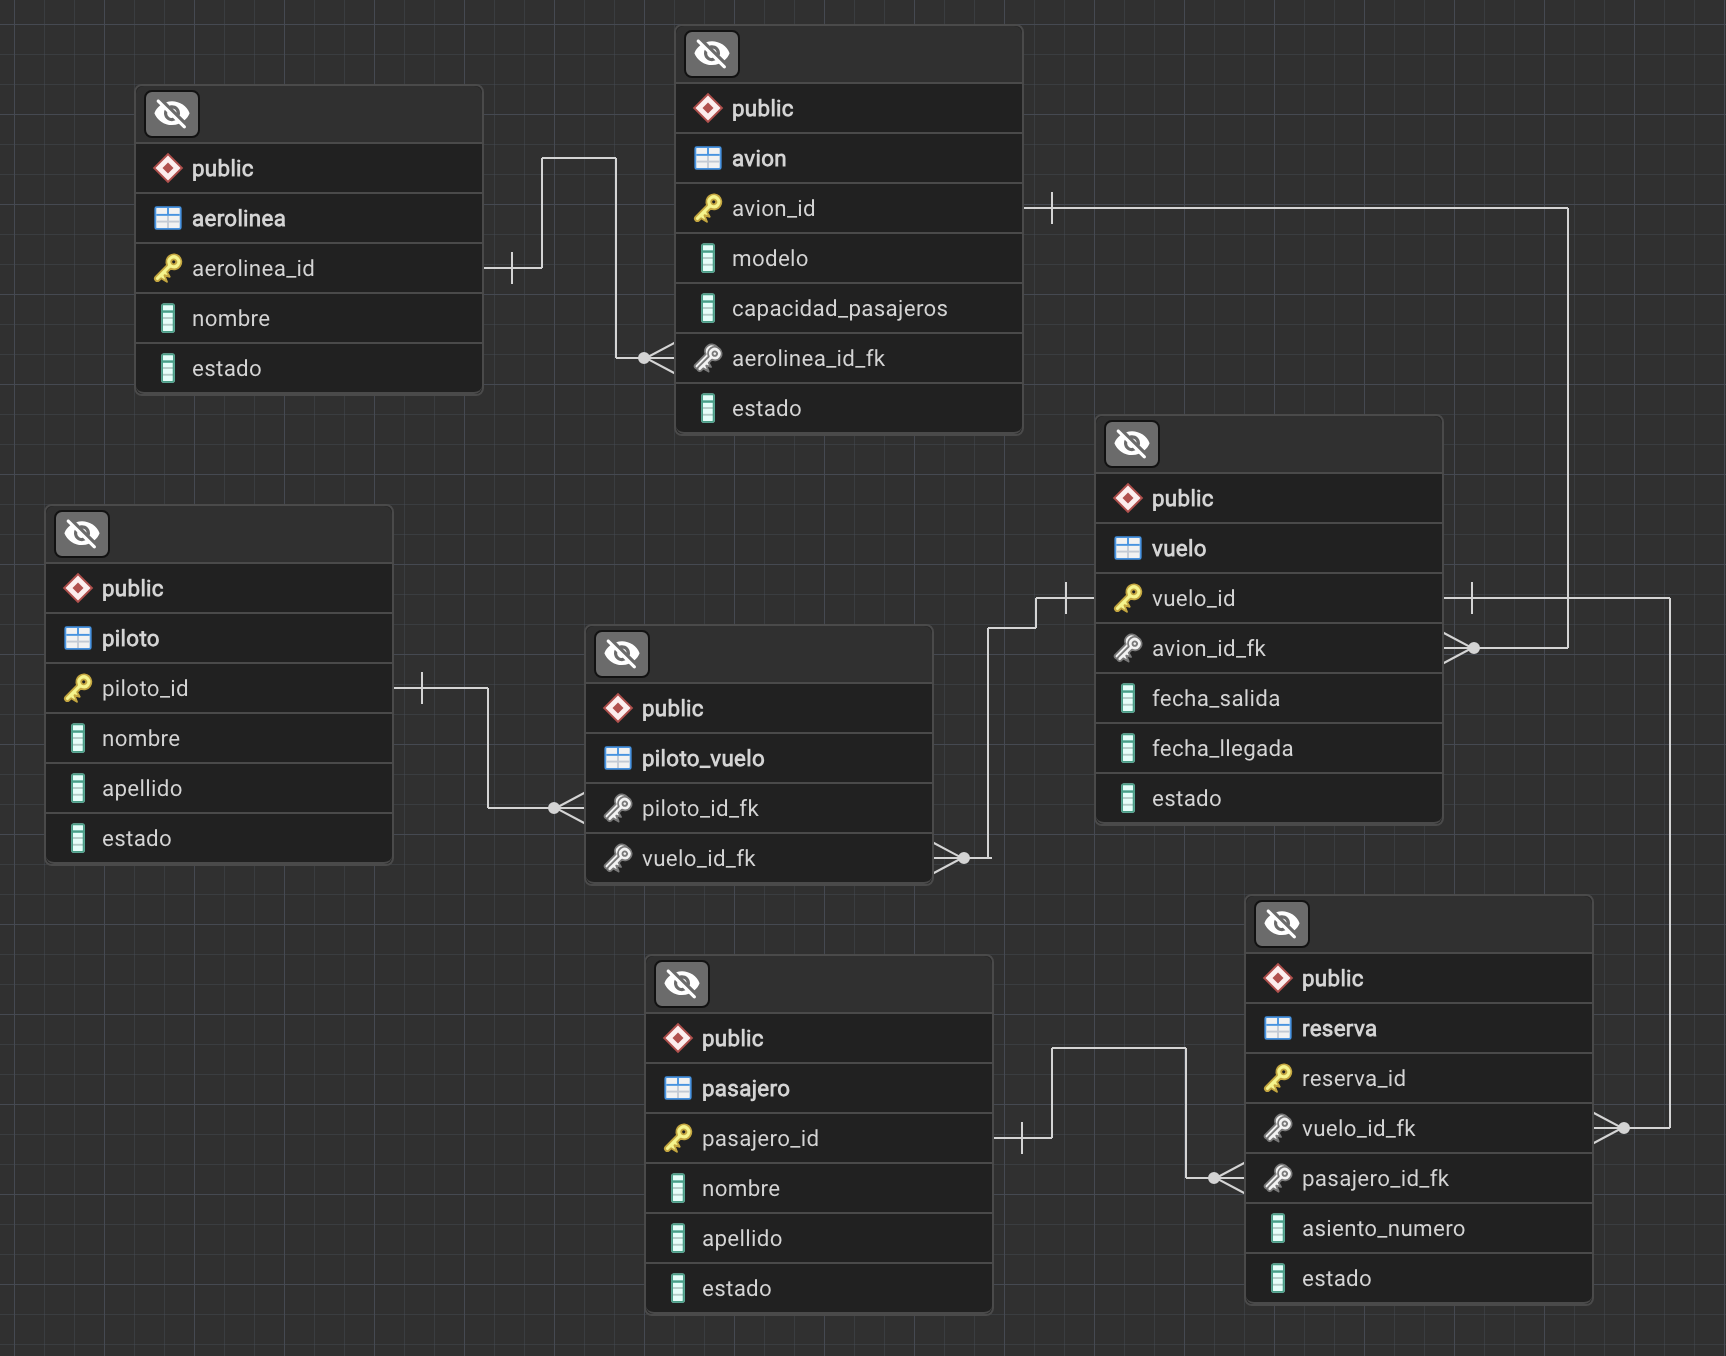 public
aerolinea
aerolinea_id
nombre
estado
public
avion
avion_id
modelo
capacidad_pasajeros
aerolinea_id_fk
estado
public
vuelo
vuelo_id
avion_id_fk
fecha_salida
fecha_llegada
estado
public
piloto
piloto_id
nombre
apellido
estado
public
piloto_vuelo
piloto_id_fk
vuelo_id_fk
public
pasajero
pasajero_id
nombre
apellido
estado
public
reserva
reserva_id
vuelo_id_fk
pasajero_id_fk
asiento_numero
estado